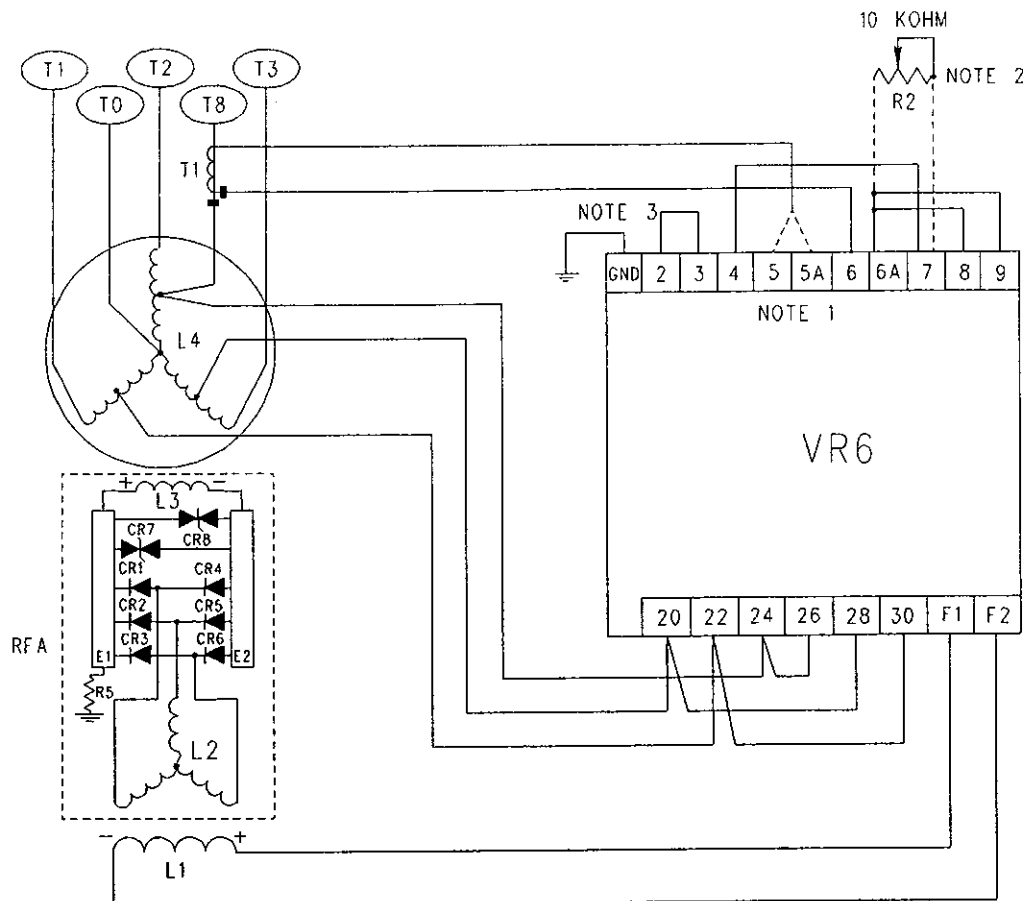 10 KOHM
T1 T2 T3
T0 T8
NOTE 2
R2
T1
NOTE 3
GND 2 3 4 5 5A 6 6A 7 8 9
NOTE 1
L4
VR6
+ L3 -
CR8
CR7
CR1 CR4
CR2 CR5
CR3 CR6
E1 E2
RFA
R5
20 22 24 26 28 30 F1 F2
L2
- +
L1